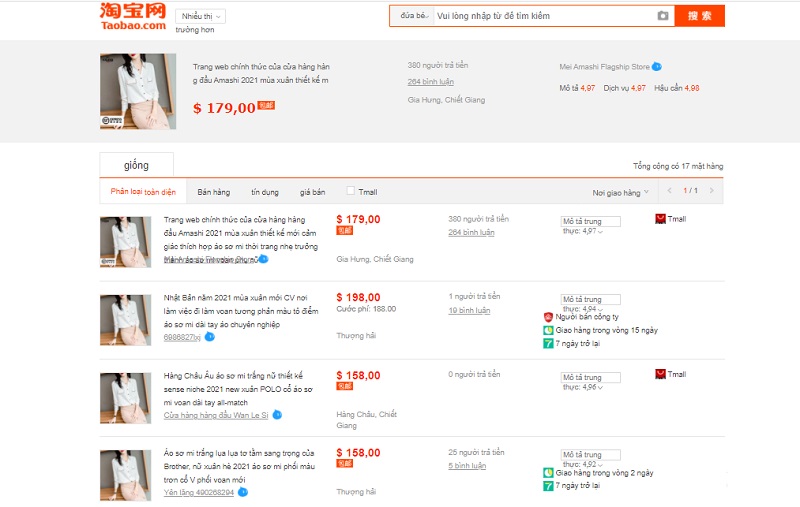 淘宝网
Taobao.com
Nhiều thị
trường hơn
đứa bé
Vui lòng nhập từ để tìm kiếm
搜 索
Trang web chính thức của cửa hàng hàn
g đầu Amashi 2021 mùa xuân thiết kế m
$ 179,00 包邮
380 người trả tiền
264 bình luận
Gia Hưng, Chiết Giang
Mei Amashi Flagship Store
Mô tả 4,97 Dịch vụ 4,97 Hậu cần 4,98
giống
Tổng cộng có 17 mặt hàng
Phân loại toàn diện
Bán hàng
tín dụng
giá bán
Tmall
Nơi giao hàng
1 / 1
Trang web chính thức của cửa hàng hàng
đầu Amashi 2021 mùa xuân thiết kế mới cảm
giác thích hợp áo sơ mi thời trang nhẹ trưởng
$ 179,00
包邮
Gia Hưng, Chiết Giang
380 người trả tiền
264 bình luận
Mô tả trung
thực: 4,97
Tmall
Nhật Bản năm 2021 mùa xuân mới CV nơi
làm việc đi làm voan tương phản màu tô điểm
áo sơ mi dài tay áo chuyên nghiệp
6986827lxj
$ 198,00
Cước phí: 188.00
Thượng hải
1 người trả tiền
19 bình luận
Mô tả trung
thực: 4,94
Người bán công ty
Giao hàng trong vòng 15 ngày
7 ngày trở lại
Hàng Châu Âu áo sơ mi trắng nữ thiết kế
sense niche 2021 new xuân POLO cổ áo sơ
mi voan dài tay all-match
Cửa hàng hàng đầu Wan Le Si
$ 158,00
包邮
Hàng Châu, Chiết
Giang
0 người trả tiền
Mô tả trung
thực: 4,96
Tmall
Áo sơ mi trắng lụa lụa tơ tằm sang trọng của
Brother, nữ xuân hè 2021 áo sơ mi phối màu
trơn cổ V phối voan mới
Yên lặng 490268294
$ 158,00
包邮
Thượng hải
25 người trả tiền
5 bình luận
Mô tả trung
thực: 4,92
Giao hàng trong vòng 2 ngày
7 ngày trở lại